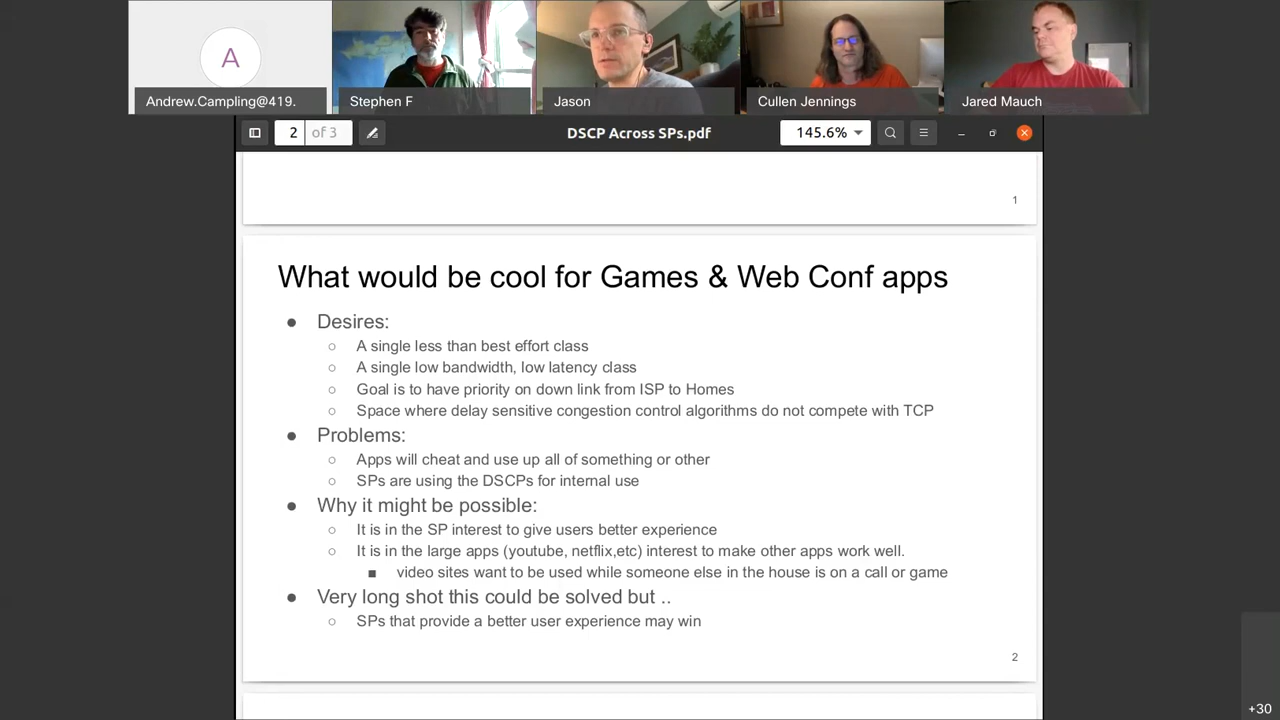 A
Andrew.Campling@419.
Stephen F
Jason
Cullen Jennings
Jared Mauch
2 of 3
DSCP Across SPs.pdf
145.6%
1
What would be cool for Games & Web Conf apps
● Desires:
○ A single less than best effort class
○ A single low bandwidth, low latency class
○ Goal is to have priority on down link from ISP to Homes
○ Space where delay sensitive congestion control algorithms do not compete with TCP
● Problems:
○ Apps will cheat and use up all of something or other
○ SPs are using the DSCPs for internal use
● Why it might be possible:
○ It is in the SP interest to give users better experience
○ It is in the large apps (youtube, netflix,etc) interest to make other apps work well.
■ video sites want to be used while someone else in the house is on a call or game
● Very long shot this could be solved but ..
○ SPs that provide a better user experience may win
2
+30